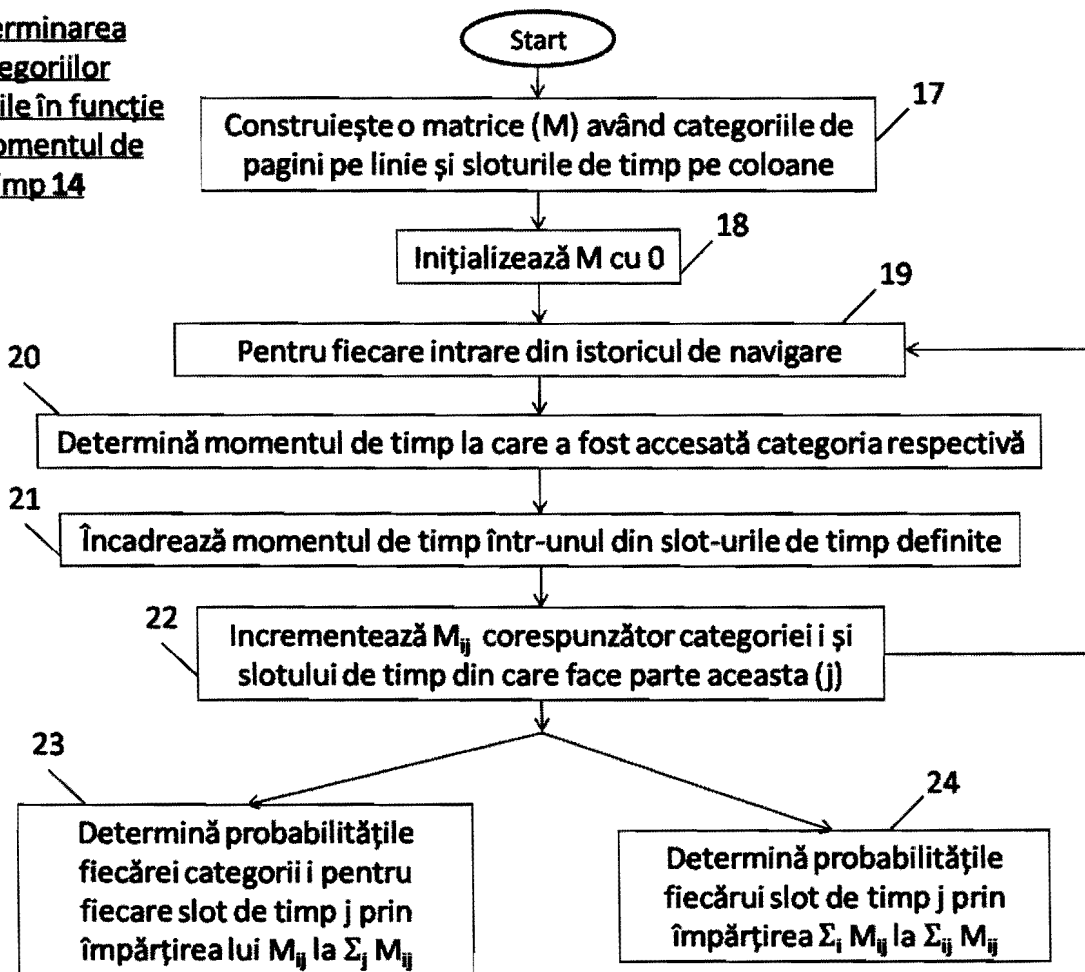 Start
17
Construiește o matrice (M) având categoriile de
pagini pe linie și sloturile de timp pe coloane
timp 14
18
Inițializează M cu 0
19
Pentru fiecare intrare din istoricul de navigare
20
Determină momentul de timp la care a fost accesată categoria respectivă
21
Încadrează momentul de timp într-unul din slot-urile de timp definite
22
Incrementează Mij corespunzător categoriei i și
slotului de timp din care face parte aceasta (j)
23
Determină probabilitățile
fiecărei categorii i pentru
fiecare slot de timp j prin
împărțirea lui Mij la Σj Mij
24
Determină probabilitățile
fiecărui slot de timp j prin
împărțirea Σi Mij la Σij Mij
în funcție
de